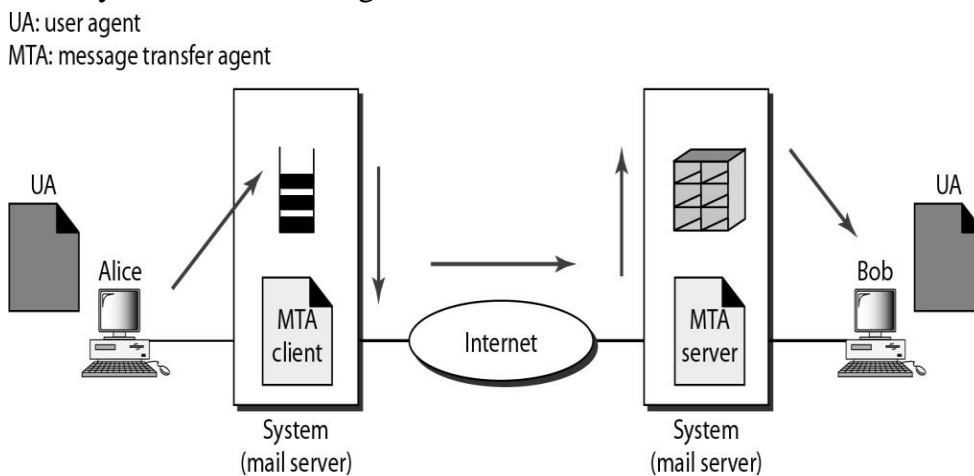 UA: user agent
MTA: message transfer agent
UA
UA
Alice
Bob
MTA
client
Internet
MTA
server
System
(mail server)
System
(mail server)